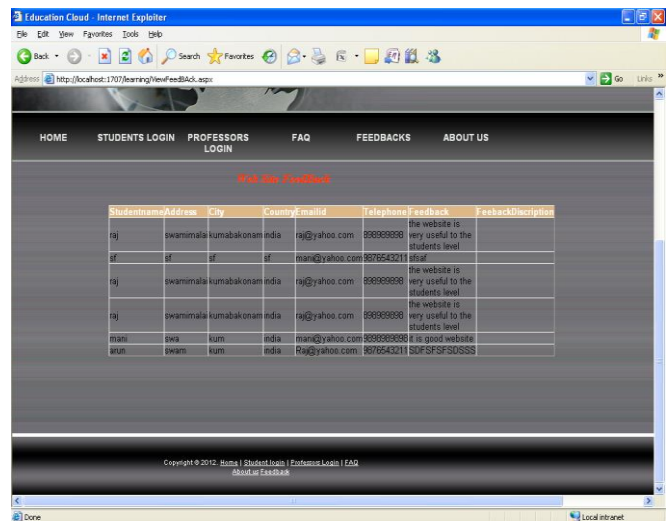 Education Cloud - Internet Exploiter
File Edit View Favorites Tools Help
Back Search Favorites
Address http://localhost:1707/learning/ViewFeedBAck.aspx Go Links »
HOME STUDENTS LOGIN PROFESSORS LOGIN FAQ FEEDBACKS ABOUT US
Web Site Feedback
Studentname Address City Country EmailId Telephone Feedback FeebackDiscription
raj swamimalai kumabakonam india raj@yahoo.com 898989898 the website is very useful to the students level
sf sf sf sf mani@yahoo.com 9876543211 sfsaf
raj swamimalai kumabakonam india raj@yahoo.com 898989898 the website is very useful to the students level
raj swamimalai kumabakonam india raj@yahoo.com 898989898 the website is very useful to the students level
mani swa kum india mani@yahoo.com 9898989898 it is good website
arun swam kum india Raj@yahoo.com 9876543211 SDFSFSFSDSSS
Copyright © 2012. Home | Student login | Professors Login | FAQ
About us Feedback
Done Local intranet